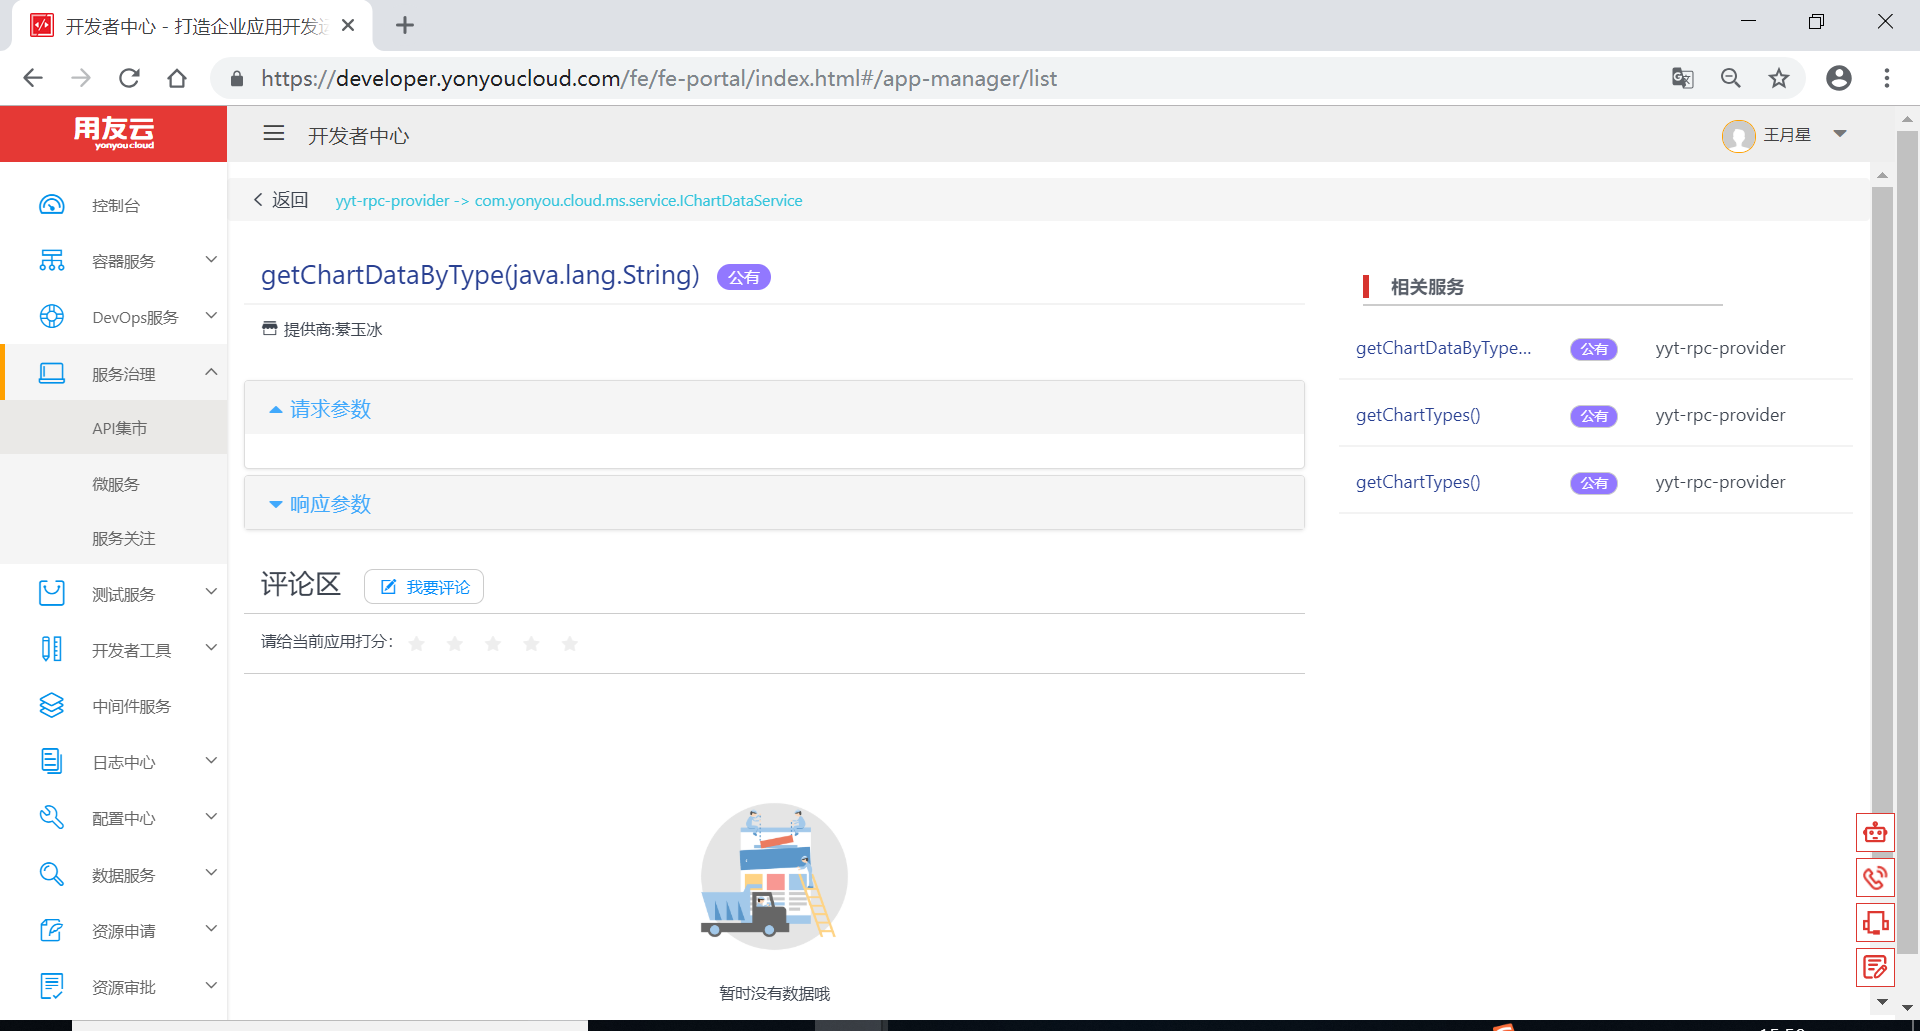 开发者中心 - 打造企业应用开发
https://developer.yonyoucloud.com/fe/fe-portal/index.html#/app-manager/list
用友云
yonyou cloud
开发者中心
王月星
控制台
容器服务
DevOps服务
服务治理
API集市
微服务
服务关注
测试服务
开发者工具
中间件服务
日志中心
配置中心
数据服务
资源申请
资源审批
返回
yyt-rpc-provider -> com.yonyou.cloud.ms.service.IChartDataService
getChartDataByType(java.lang.String) 公有
提供商:綦玉冰
请求参数
响应参数
评论区 我要评论
请给当前应用打分：
暂时没有数据哦
相关服务
getChartDataByType... 公有 yyt-rpc-provider
getChartTypes() 公有 yyt-rpc-provider
getChartTypes() 公有 yyt-rpc-provider